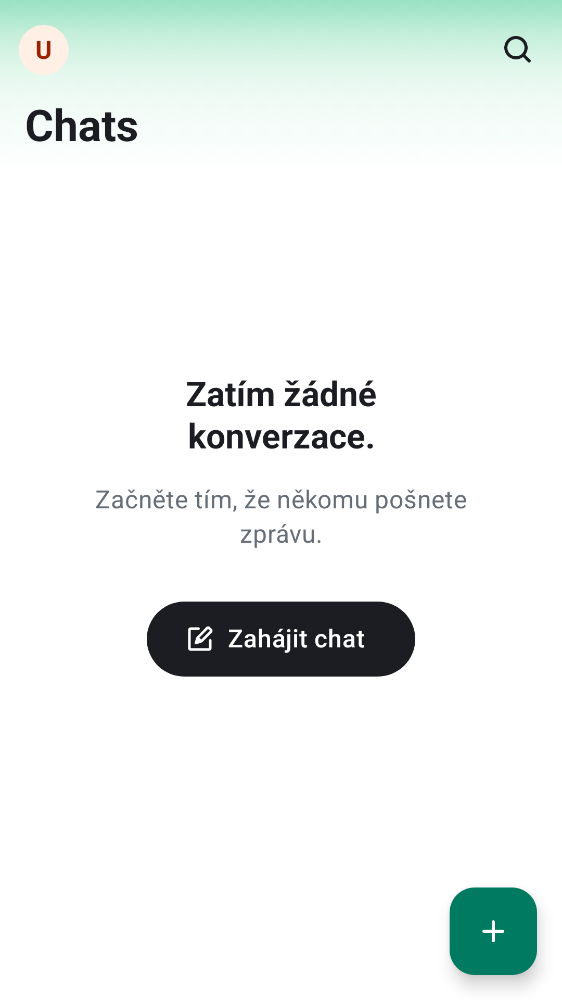 U
Chats
Zatím žádné
konverzace.
Začněte tím, že někomu pošnete
zprávu.
Zahájit chat